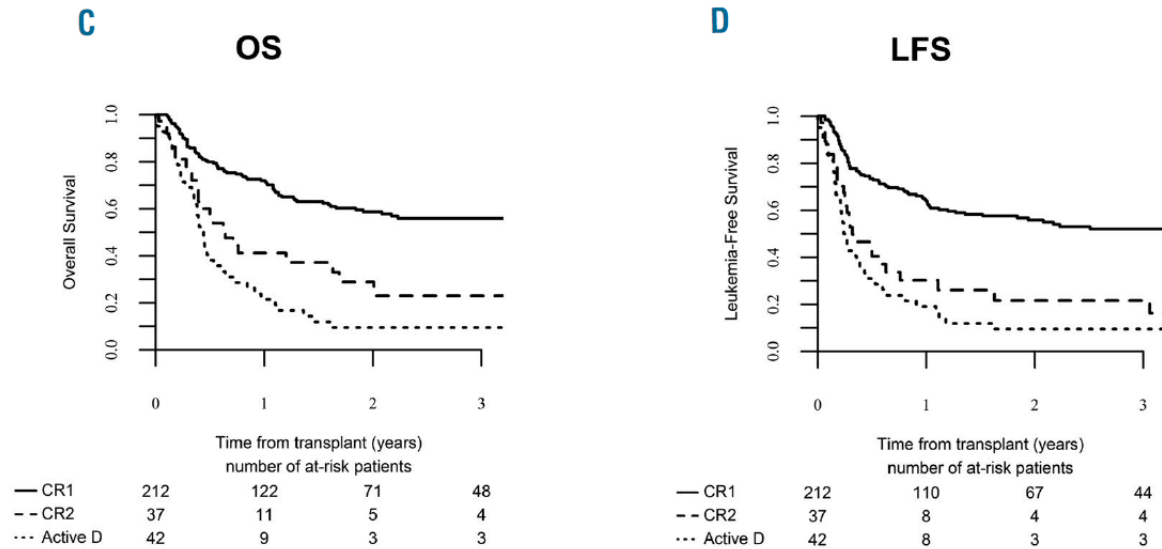 C
OS
Overall Survival
1.0
0.8
0.6
0.4
0.2
0.0
0 1 2 3
Time from transplant (years)
number of at-risk patients
CR1 212 122 71 48
CR2 37 11 5 4
Active D 42 9 3 3
D
LFS
Leukemia-Free Survival
1.0
0.8
0.6
0.4
0.2
0.0
0 1 2 3
Time from transplant (years)
number of at-risk patients
CR1 212 110 67 44
CR2 37 8 4 4
Active D 42 8 3 3